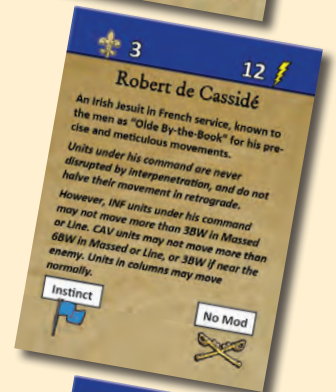 3
12
Robert de Cassidé
An Irish Jesuit in French service, known to
the men as "Olde By-the-Book" for his pre-
cise and meticulous movements.
Units under his command are never
disrupted by interpenetration, and do not
halve their movement in retrograde.
However, INF units under his command
may not move more than 3BW in Massed
or Line. CAV units may not move more than
6BW in Massed or Line, or 3BW if near the
enemy. Units in columns may move
normally.
Instinct
No Mod